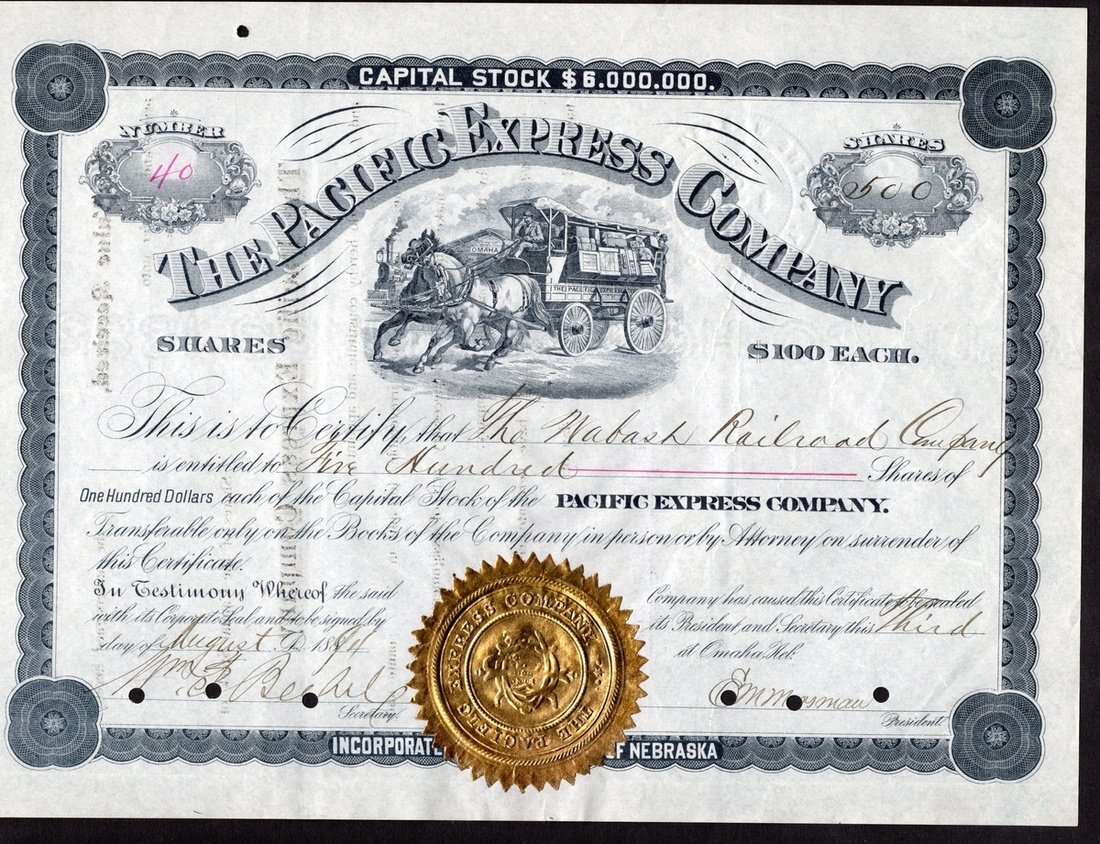 CAPITAL STOCK $6.000.000.
NUMBER
40
SHARES
500
THE PACIFIC EXPRESS COMPANY
OMAHA
THE PACIFIC EXPRESS
SHARES
$100 EACH.
This is to Certify, that The Wabash Railroad Company
is entitled to Five Hundred Shares of
One Hundred Dollars each of the Capital Stock of the PACIFIC EXPRESS COMPANY.
Transferable only on the Books of the Company in person or by Attorney on surrender of
this Certificate.
In Testimony Whereof the said Company has caused this Certificate to be sealed
with its Corporate Seal and to be signed by its President and Secretary this Third
day of August A.D. 1894 at Omaha, Neb.
Wm F. Bechel
Secretary.
President.
THE PACIFIC EXPRESS COMPANY
INCORPORAT
F NEBRASKA